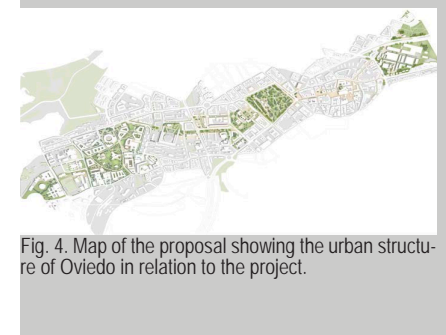 Fig. 4. Map of the proposal showing the urban structu-
re of Oviedo in relation to the project.